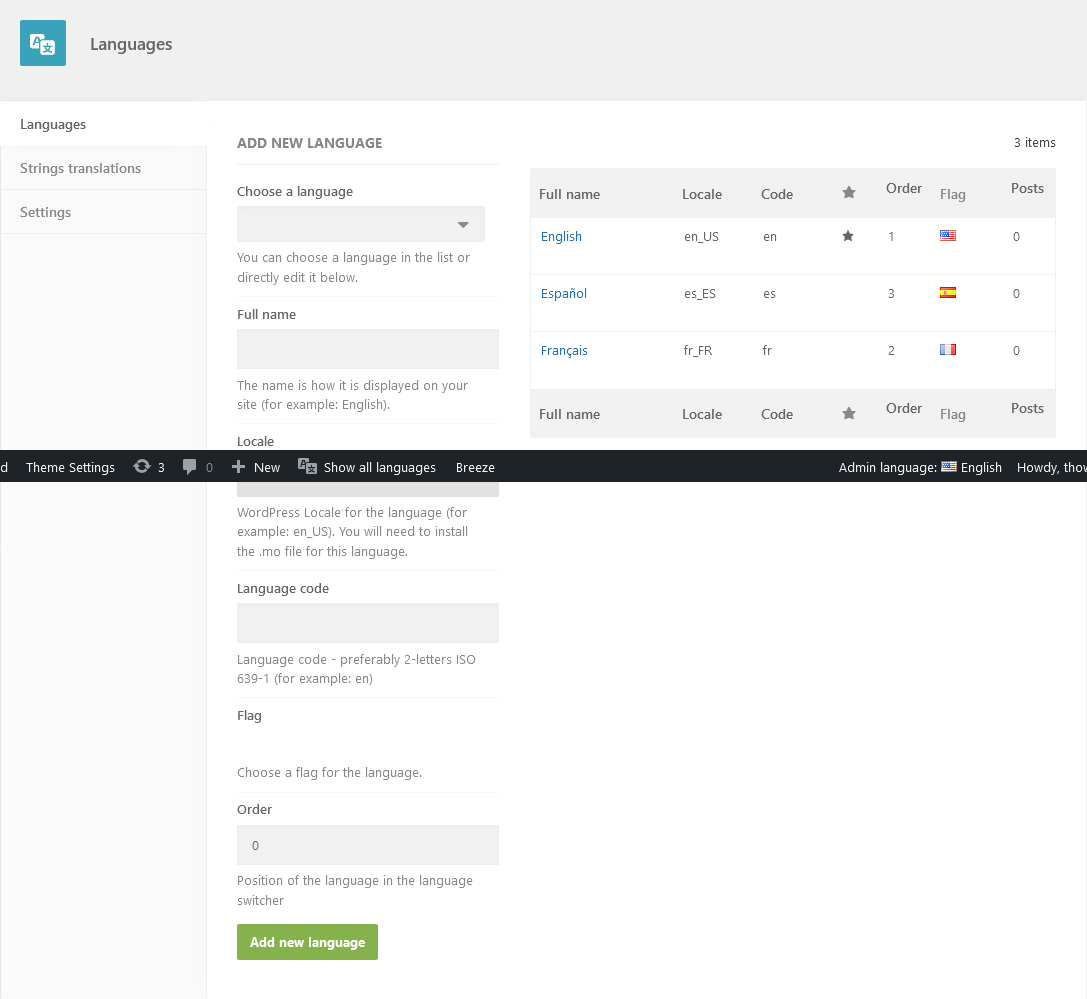 Languages
Languages
Strings translations
Settings
ADD NEW LANGUAGE
Choose a language
You can choose a language in the list or
directly edit it below.
Full name
The name is how it is displayed on your
site (for example: English).
Locale
3 items
Full name Locale Code Order Flag Posts
English en_US en 1 0
Español es_ES es 3 0
Français fr_FR fr 2 0
Full name Locale Code Order Flag Posts
d Theme Settings 3 0 New Show all languages Breeze Admin language: English Howdy, thow
WordPress Locale for the language (for
example: en_US). You will need to install
the .mo file for this language.
Language code
Language code - preferably 2-letters ISO
639-1 (for example: en)
Flag
Choose a flag for the language.
Order
0
Position of the language in the language
switcher
Add new language